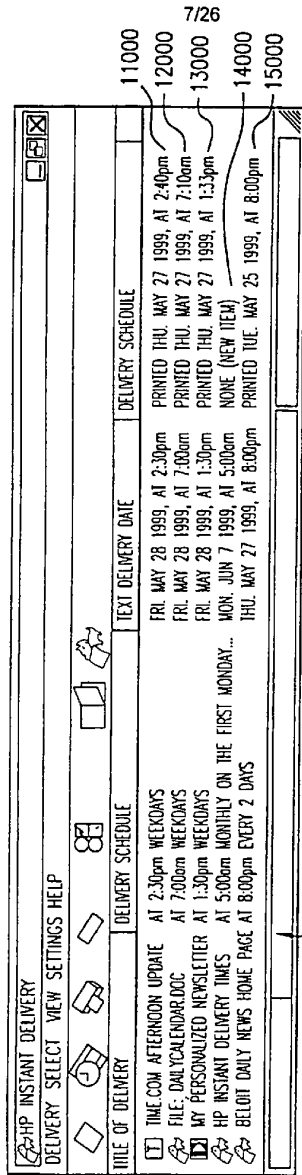 7/26
HP INSTANT DELIVERY
DELIVERY SELECT VIEW SETTINGS HELP
TITLE OF DELIVERY DELIVERY SCHEDULE TEXT DELIVERY DATE DELIVERY SCHEDULE
T TIME.COM AFTERNOON UPDATE AT 2:30pm WEEKDAYS FRI. MAY 28 1999, AT 2:30pm PRINTED THU. MAY 27 1999, AT 2:40pm 11000
FILE: DAILYCALENDAR.DOC AT 7:00am WEEKDAYS FRI. MAY 28 1999, AT 7:00am PRINTED THU. MAY 27 1999, AT 7:10am 12000
MY PERSONALIZED NEWSLETTER AT 1:30pm WEEKDAYS FRI. MAY 28 1999, AT 1:30pm PRINTED THU. MAY 27 1999, AT 1:33pm 13000
HP INSTANT DELIVERY TIMES AT 5:00am MONTHLY ON THE FIRST MONDAY... MON. JUN 7 1999, AT 5:00am NONE (NEW ITEM) 14000
BELOIT DAILY NEWS HOME PAGE AT 8:00pm EVERY 2 DAYS THU. MAY 27 1999, AT 8:00pm PRINTED TUE. MAY 25 1999, AT 8:00pm 15000